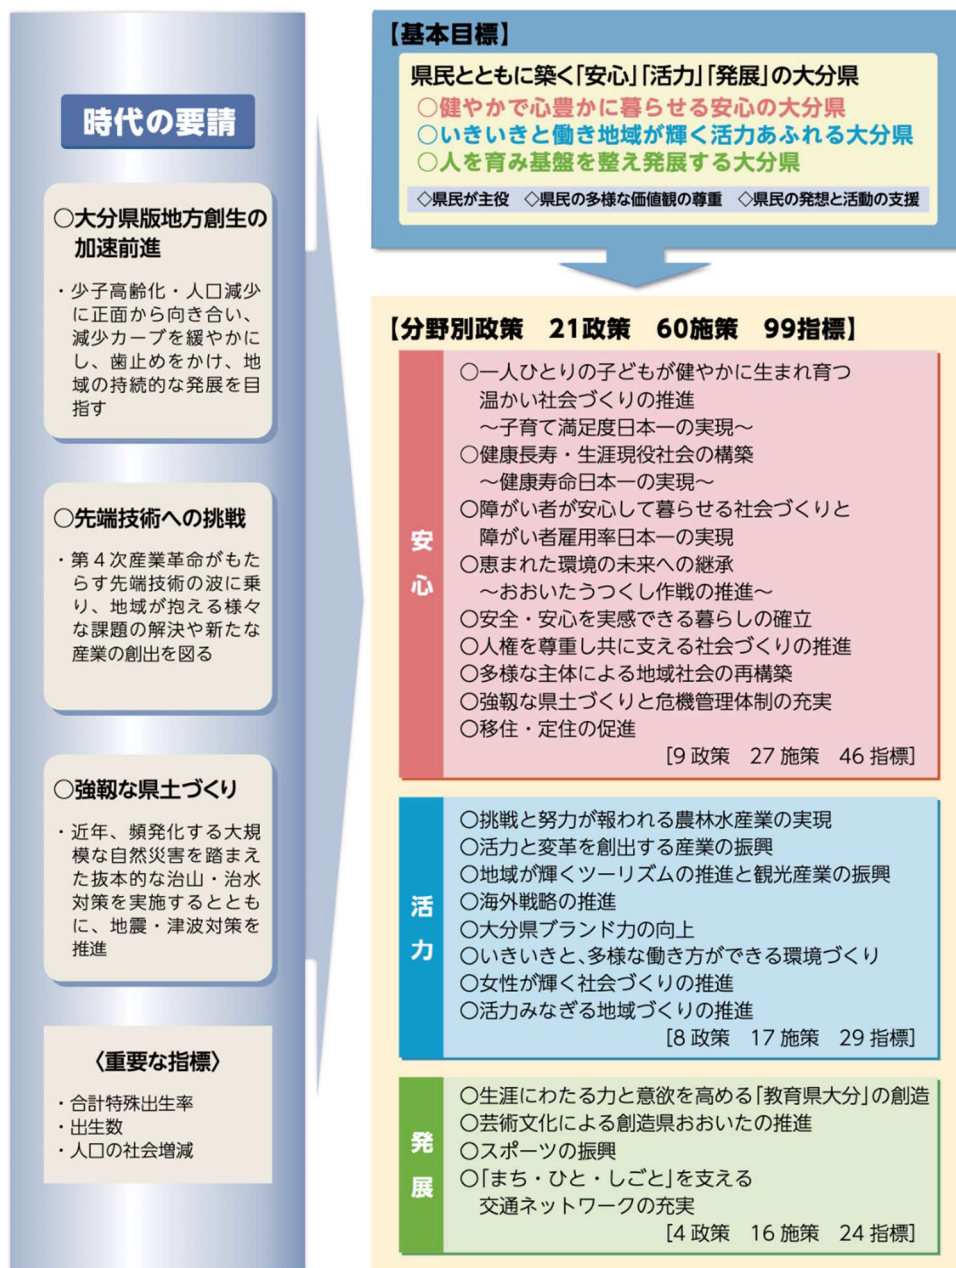 時代の要請
○大分県版地方創生の
加速前進
・少子高齢化・人口減少
に正面から向き合い、
減少カーブを緩やかに
し、歯止めをかけ、地
域の持続的な発展を目
指す
○先端技術への挑戦
・第4次産業革命がもた
らす先端技術の波に乗
り、地域が抱える様々
な課題の解決や新たな
産業の創出を図る
○強靱な県土づくり
・近年、頻発化する大規
模な自然災害を踏まえ
た抜本的な治山・治水
対策を実施するととも
に、地震・津波対策を
推進
〈重要な指標〉
・合計特殊出生率
・出生数
・人口の社会増減
【基本目標】
県民とともに築く「安心」「活力」「発展」の大分県
○健やかで心豊かに暮らせる安心の大分県
○いきいきと働き地域が輝く活力あふれる大分県
○人を育み基盤を整え発展する大分県
◇県民が主役 ◇県民の多様な価値観の尊重 ◇県民の発想と活動の支援
【分野別政策 21政策 60施策 99指標】
安心
○一人ひとりの子どもが健やかに生まれ育つ
温かい社会づくりの推進
～子育て満足度日本一の実現～
○健康長寿・生涯現役社会の構築
～健康寿命日本一の実現～
○障がい者が安心して暮らせる社会づくりと
障がい者雇用率日本一の実現
○恵まれた環境の未来への継承
～おおいたうつくし作戦の推進～
○安全・安心を実感できる暮らしの確立
○人権を尊重し共に支える社会づくりの推進
○多様な主体による地域社会の再構築
○強靱な県土づくりと危機管理体制の充実
○移住・定住の促進
[9政策 27施策 46指標]
活力
○挑戦と努力が報われる農林水産業の実現
○活力と変革を創出する産業の振興
○地域が輝くツーリズムの推進と観光産業の振興
○海外戦略の推進
○大分県ブランド力の向上
○いきいきと、多様な働き方ができる環境づくり
○女性が輝く社会づくりの推進
○活力みなぎる地域づくりの推進
[8政策 17施策 29指標]
発展
○生涯にわたる力と意欲を高める「教育県大分」の創造
○芸術文化による創造県おおいたの推進
○スポーツの振興
○「まち・ひと・しごと」を支える
交通ネットワークの充実
[4政策 16施策 24指標]